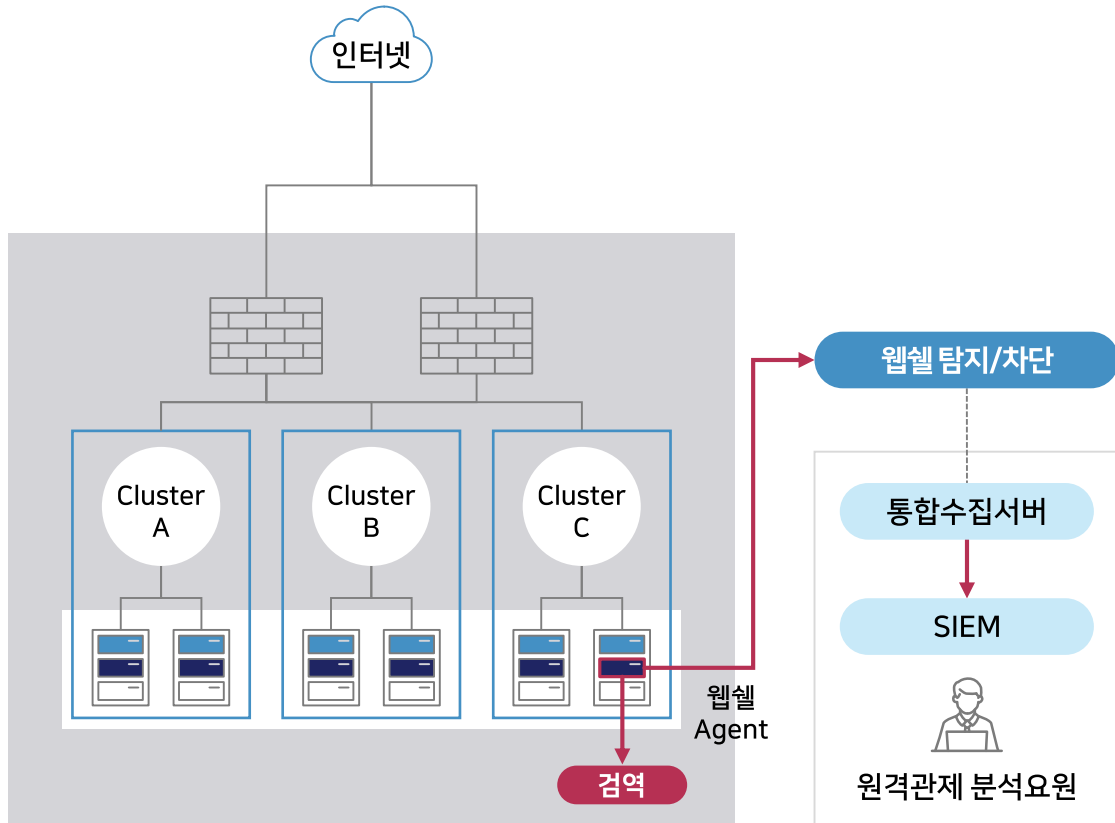 인터넷
웹쉘 탐지/차단
Cluster
A
Cluster
B
Cluster
C
통합수집서버
SIEM
웹쉘
Agent
검역
원격관제 분석요원